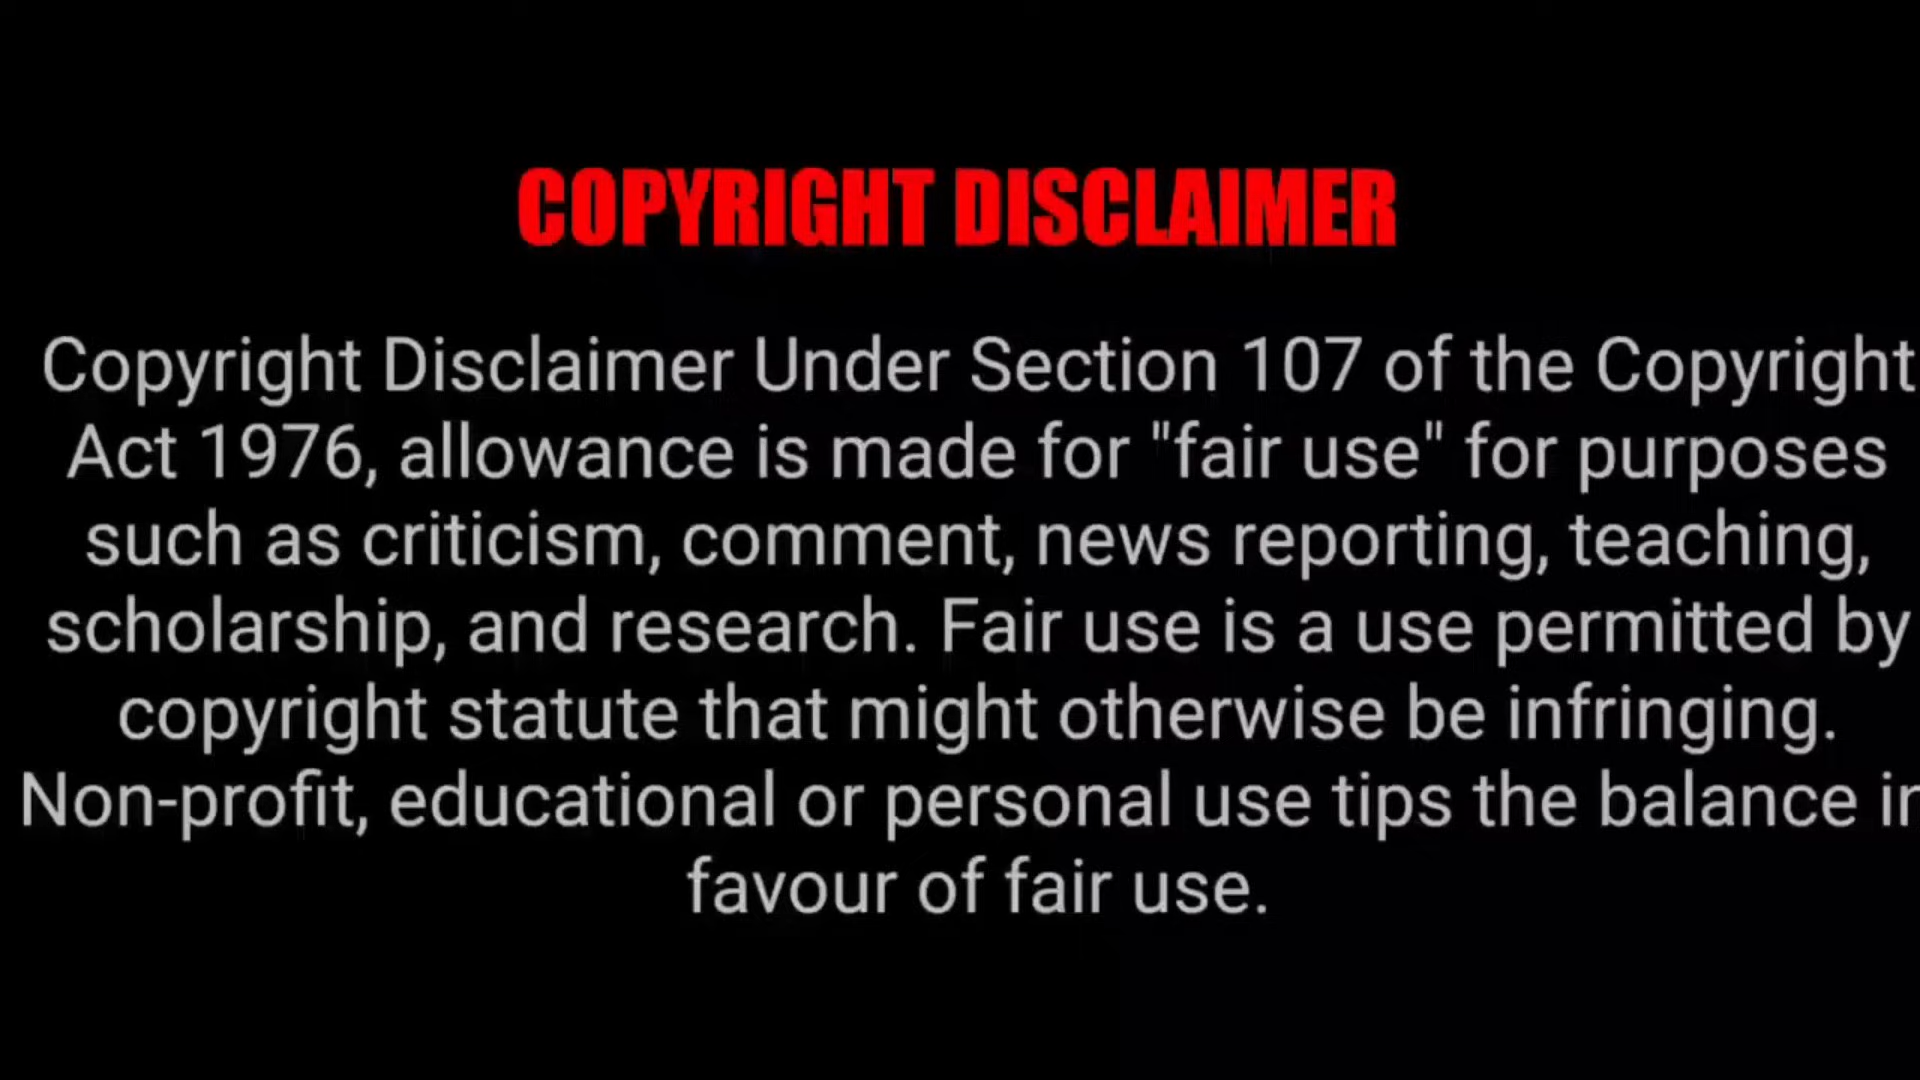 COPYRIGHT DISCLAIMER
Copyright Disclaimer Under Section 107 of the Copyright
Act 1976, allowance is made for "fair use" for purposes
such as criticism, comment, news reporting, teaching,
scholarship, and research. Fair use is a use permitted by
copyright statute that might otherwise be infringing.
Non-profit, educational or personal use tips the balance in
favour of fair use.